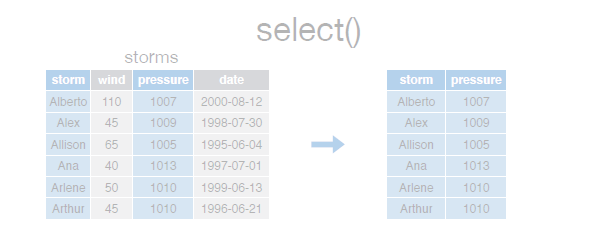 select()
storms
storm wind pressure date
Alberto 110 1007 2000-08-12
Alex 45 1009 1998-07-30
Allison 65 1005 1995-06-04
Ana 40 1013 1997-07-01
Arlene 50 1010 1999-06-13
Arthur 45 1010 1996-06-21
storm pressure
Alberto 1007
Alex 1009
Allison 1005
Ana 1013
Arlene 1010
Arthur 1010